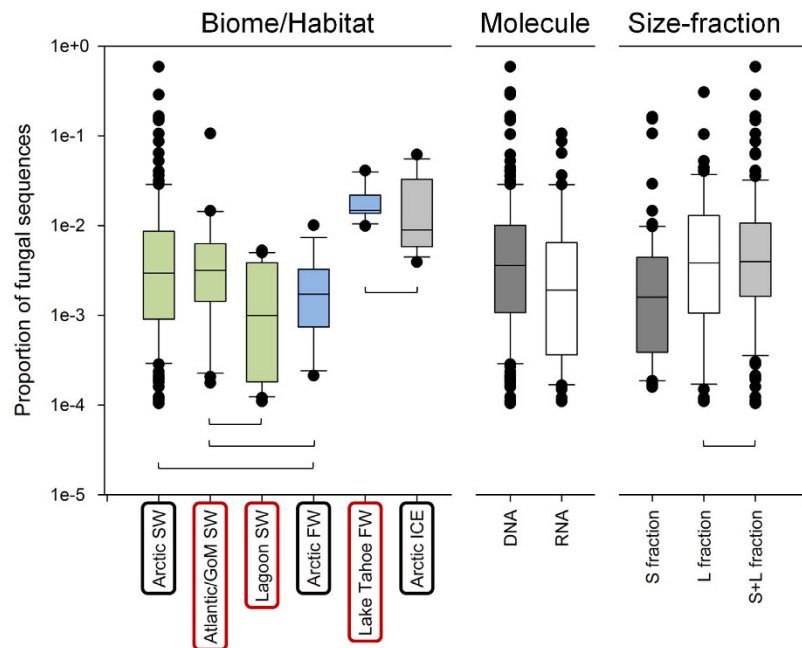 Biome/Habitat
Molecule
Size-fraction
Proportion of fungal sequences
1e+0
1e-1
1e-2
1e-3
1e-4
1e-5
Arctic SW
Atlantic/GoM SW
Lagoon SW
Arctic FW
Lake Tahoe FW
Arctic ICE
DNA
RNA
S fraction
L fraction
S+L fraction